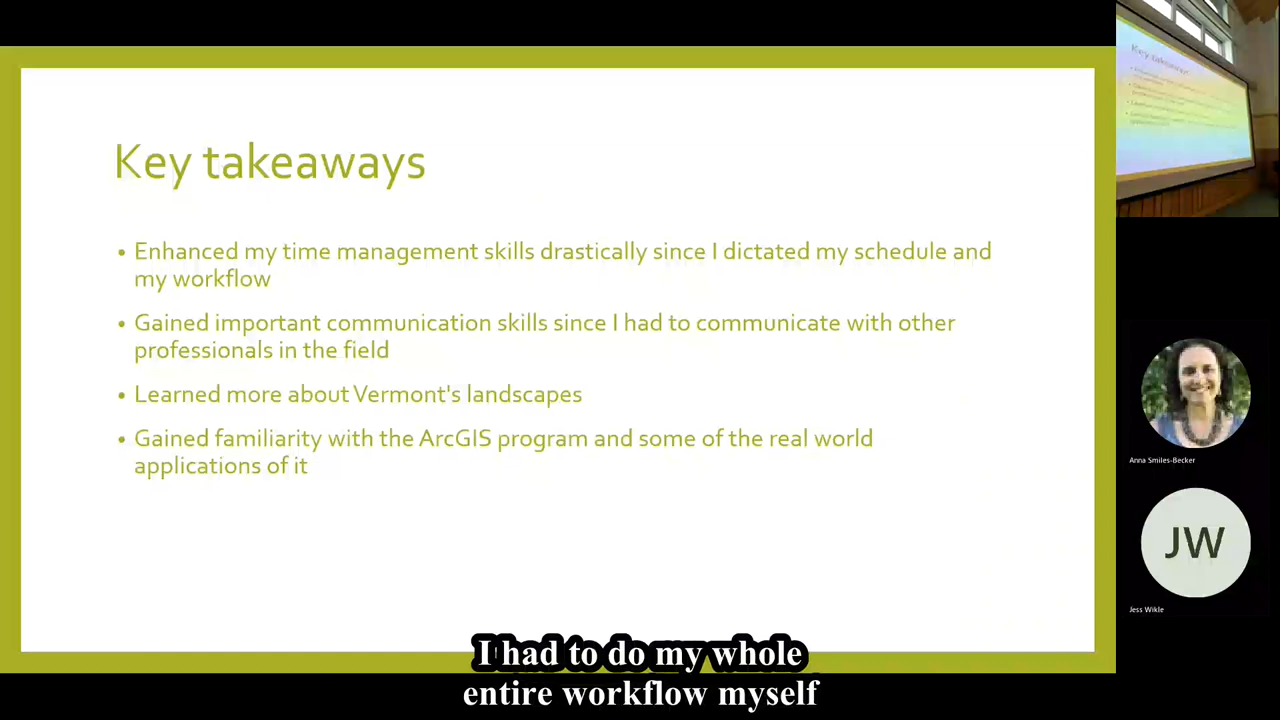 Key takeaways
• Enhanced my time management skills drastically since I dictated my schedule and
my workflow
• Gained important communication skills since I had to communicate with other
professionals in the field
• Learned more about Vermont's landscapes
• Gained familiarity with the ArcGIS program and some of the real world
applications of it
Key takeaways
Anna Smiles-Becker
JW
Jess Wikle
I had to do my whole
entire workflow myself